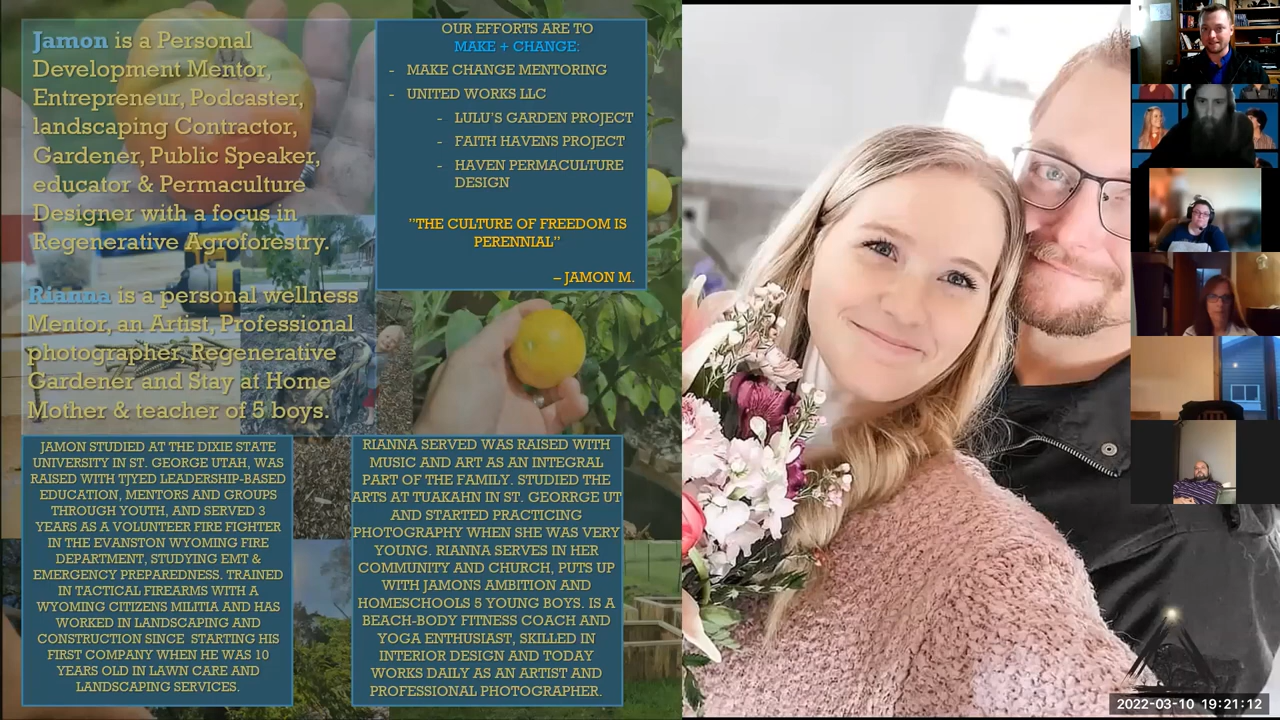 Jamon is a Personal
Development Mentor,
Entrepreneur, Podcaster,
landscaping Contractor,
Gardener, Public Speaker,
educator & Permaculture
Designer with a focus in
Regenerative Agroforestry.
Rianna is a personal wellness
Mentor, an Artist, Professional
photographer, Regenerative
Gardener and Stay at Home
Mother & teacher of 5 boys.
OUR EFFORTS ARE TO
MAKE + CHANGE:
- MAKE CHANGE MENTORING
- UNITED WORKS LLC
- LULU'S GARDEN PROJECT
- FAITH HAVENS PROJECT
- HAVEN PERMACULTURE
DESIGN
"THE CULTURE OF FREEDOM IS
PERENNIAL"
– JAMON M.
JAMON STUDIED AT THE DIXIE STATE
UNIVERSITY IN ST. GEORGE UTAH, WAS
RAISED WITH TJYED LEADERSHIP-BASED
EDUCATION, MENTORS AND GROUPS
THROUGH YOUTH, AND SERVED 3
YEARS AS A VOLUNTEER FIRE FIGHTER
IN THE EVANSTON WYOMING FIRE
DEPARTMENT, STUDYING EMT &
EMERGENCY PREPAREDNESS. TRAINED
IN TACTICAL FIREARMS WITH A
WYOMING CITIZENS MILITIA AND HAS
WORKED IN LANDSCAPING AND
CONSTRUCTION SINCE STARTING HIS
FIRST COMPANY WHEN HE WAS 10
YEARS OLD IN LAWN CARE AND
LANDSCAPING SERVICES.
RIANNA SERVED WAS RAISED WITH
MUSIC AND ART AS AN INTEGRAL
PART OF THE FAMILY. STUDIED THE
ARTS AT TUAKAHN IN ST. GEORRGE UT
AND STARTED PRACTICING
PHOTOGRAPHY WHEN SHE WAS VERY
YOUNG. RIANNA SERVES IN HER
COMMUNITY AND CHURCH, PUTS UP
WITH JAMONS AMBITION AND
HOMESCHOOLS 5 YOUNG BOYS. IS A
BEACH-BODY FITNESS COACH AND
YOGA ENTHUSIAST, SKILLED IN
INTERIOR DESIGN AND TODAY
WORKS DAILY AS AN ARTIST AND
PROFESSIONAL PHOTOGRAPHER.
2022-03-10 19:21:12